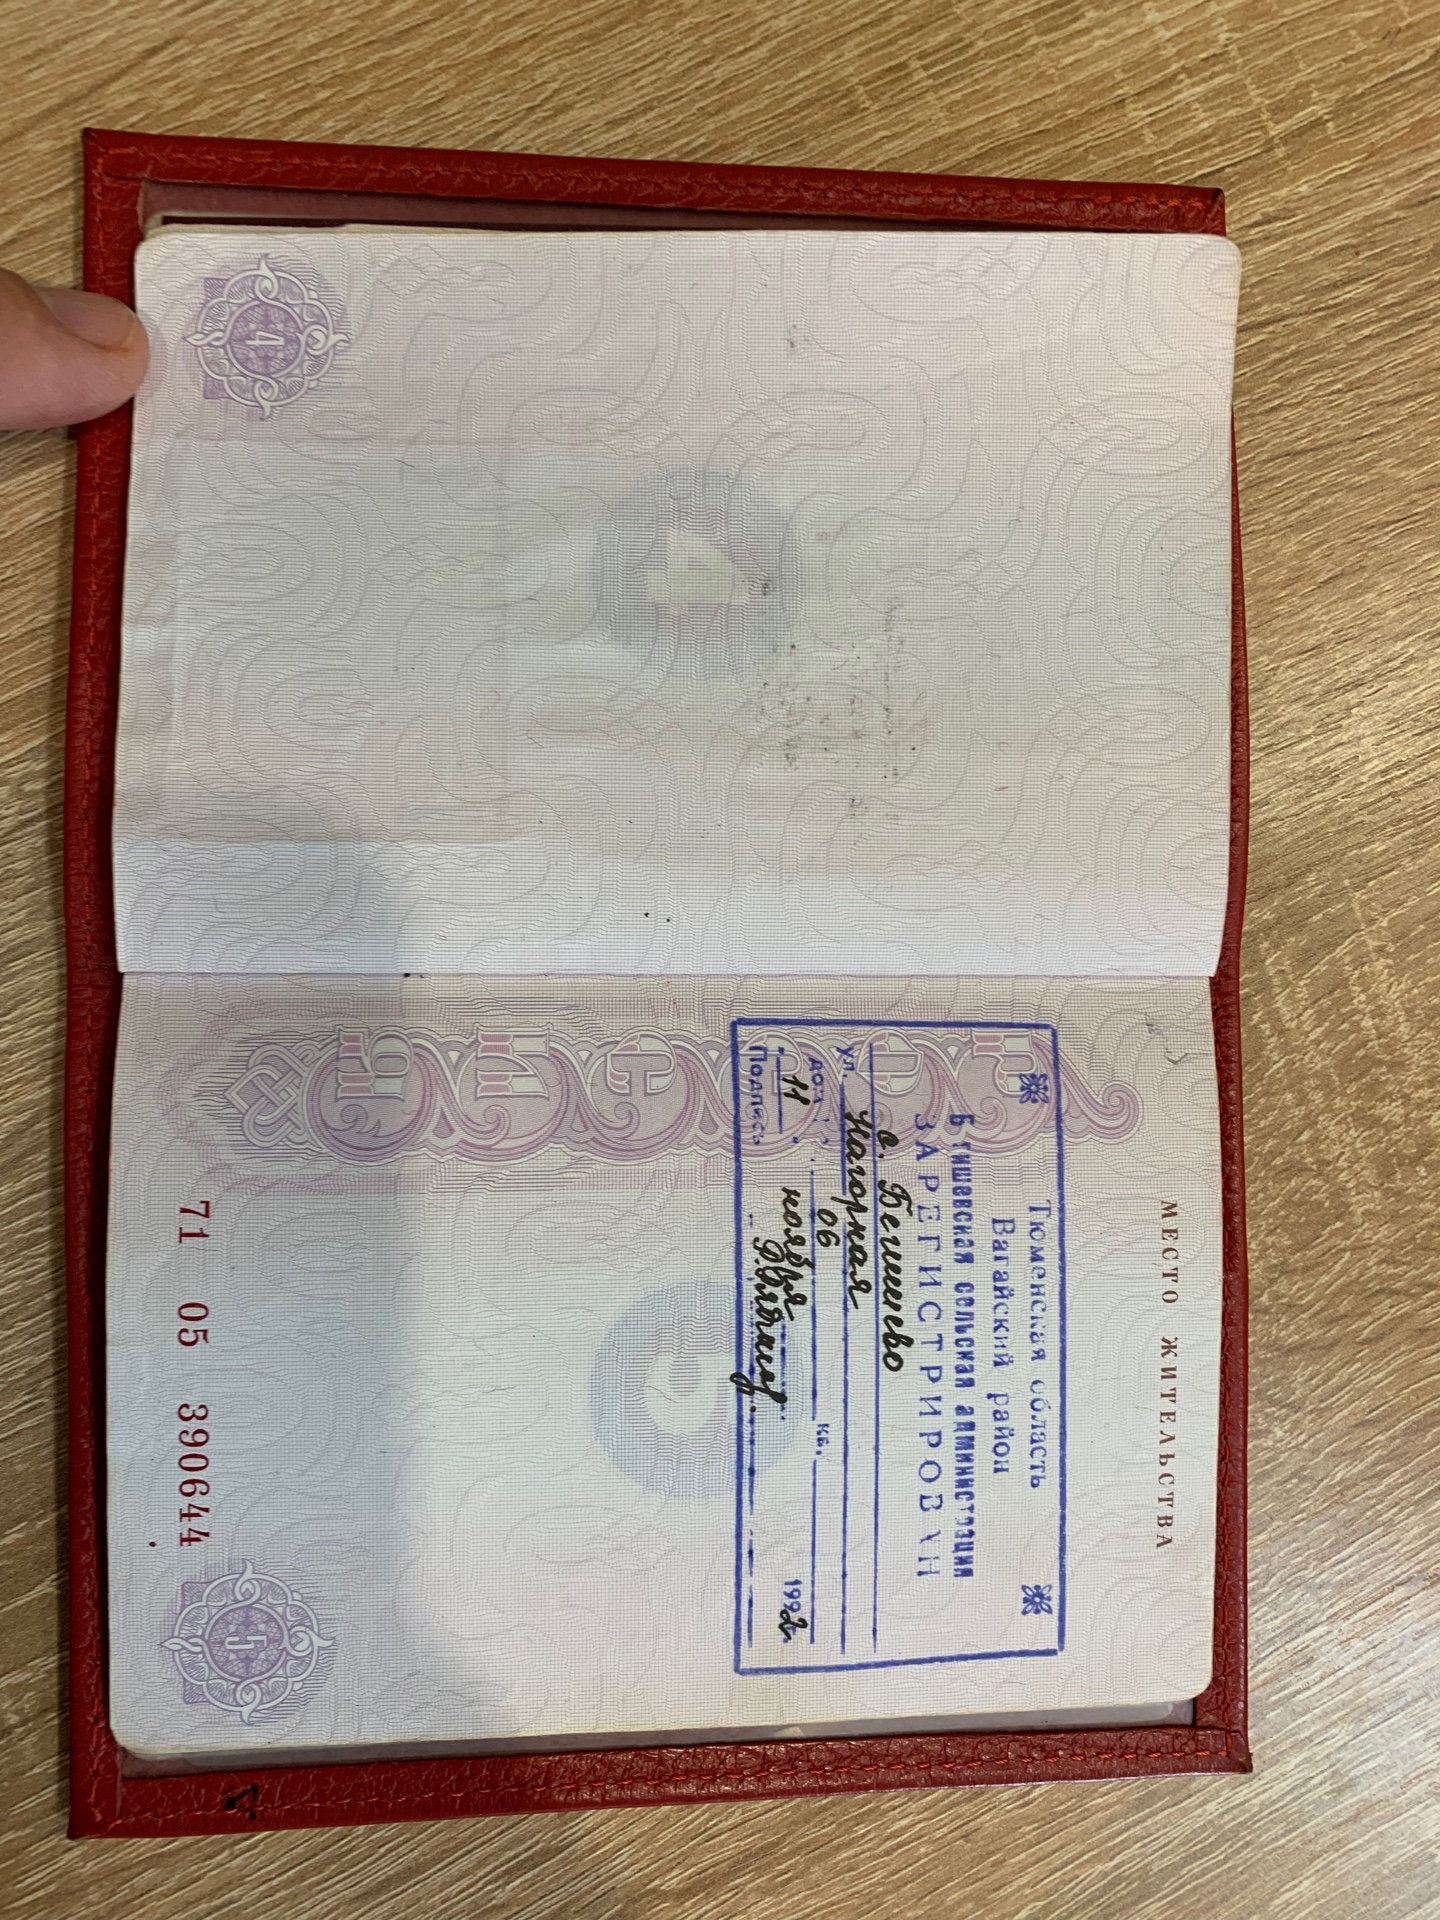 4
МЕСТО ЖИТЕЛЬСТВА
Тюменская область
Вагайский район
Бегишевская сельская администрация
ЗАРЕГИСТРИРОВАН
с. Бегишево
ул. Нагорная
дом 06 кв.
"11" ноября 1992г.
Подпись
71 05 390644
5